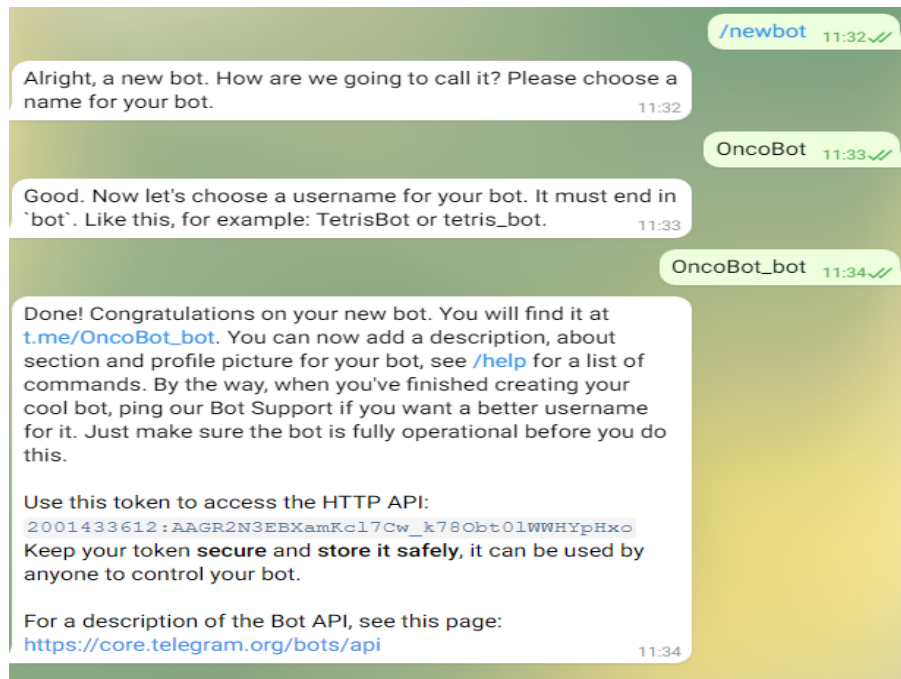 /newbot 11:32
Alright, a new bot. How are we going to call it? Please choose a
name for your bot.
11:32
OncoBot 11:33
Good. Now let's choose a username for your bot. It must end in
`bot`. Like this, for example: TetrisBot or tetris_bot.
11:33
OncoBot_bot 11:34
Done! Congratulations on your new bot. You will find it at
t.me/OncoBot_bot. You can now add a description, about
section and profile picture for your bot, see /help for a list of
commands. By the way, when you've finished creating your
cool bot, ping our Bot Support if you want a better username
for it. Just make sure the bot is fully operational before you do
this.
Use this token to access the HTTP API:
2001433612:AAGR2N3EBXamKcl7Cw_k78Obt0lWWHYpHxo
Keep your token secure and store it safely, it can be used by
anyone to control your bot.
For a description of the Bot API, see this page:
https://core.telegram.org/bots/api
11:34